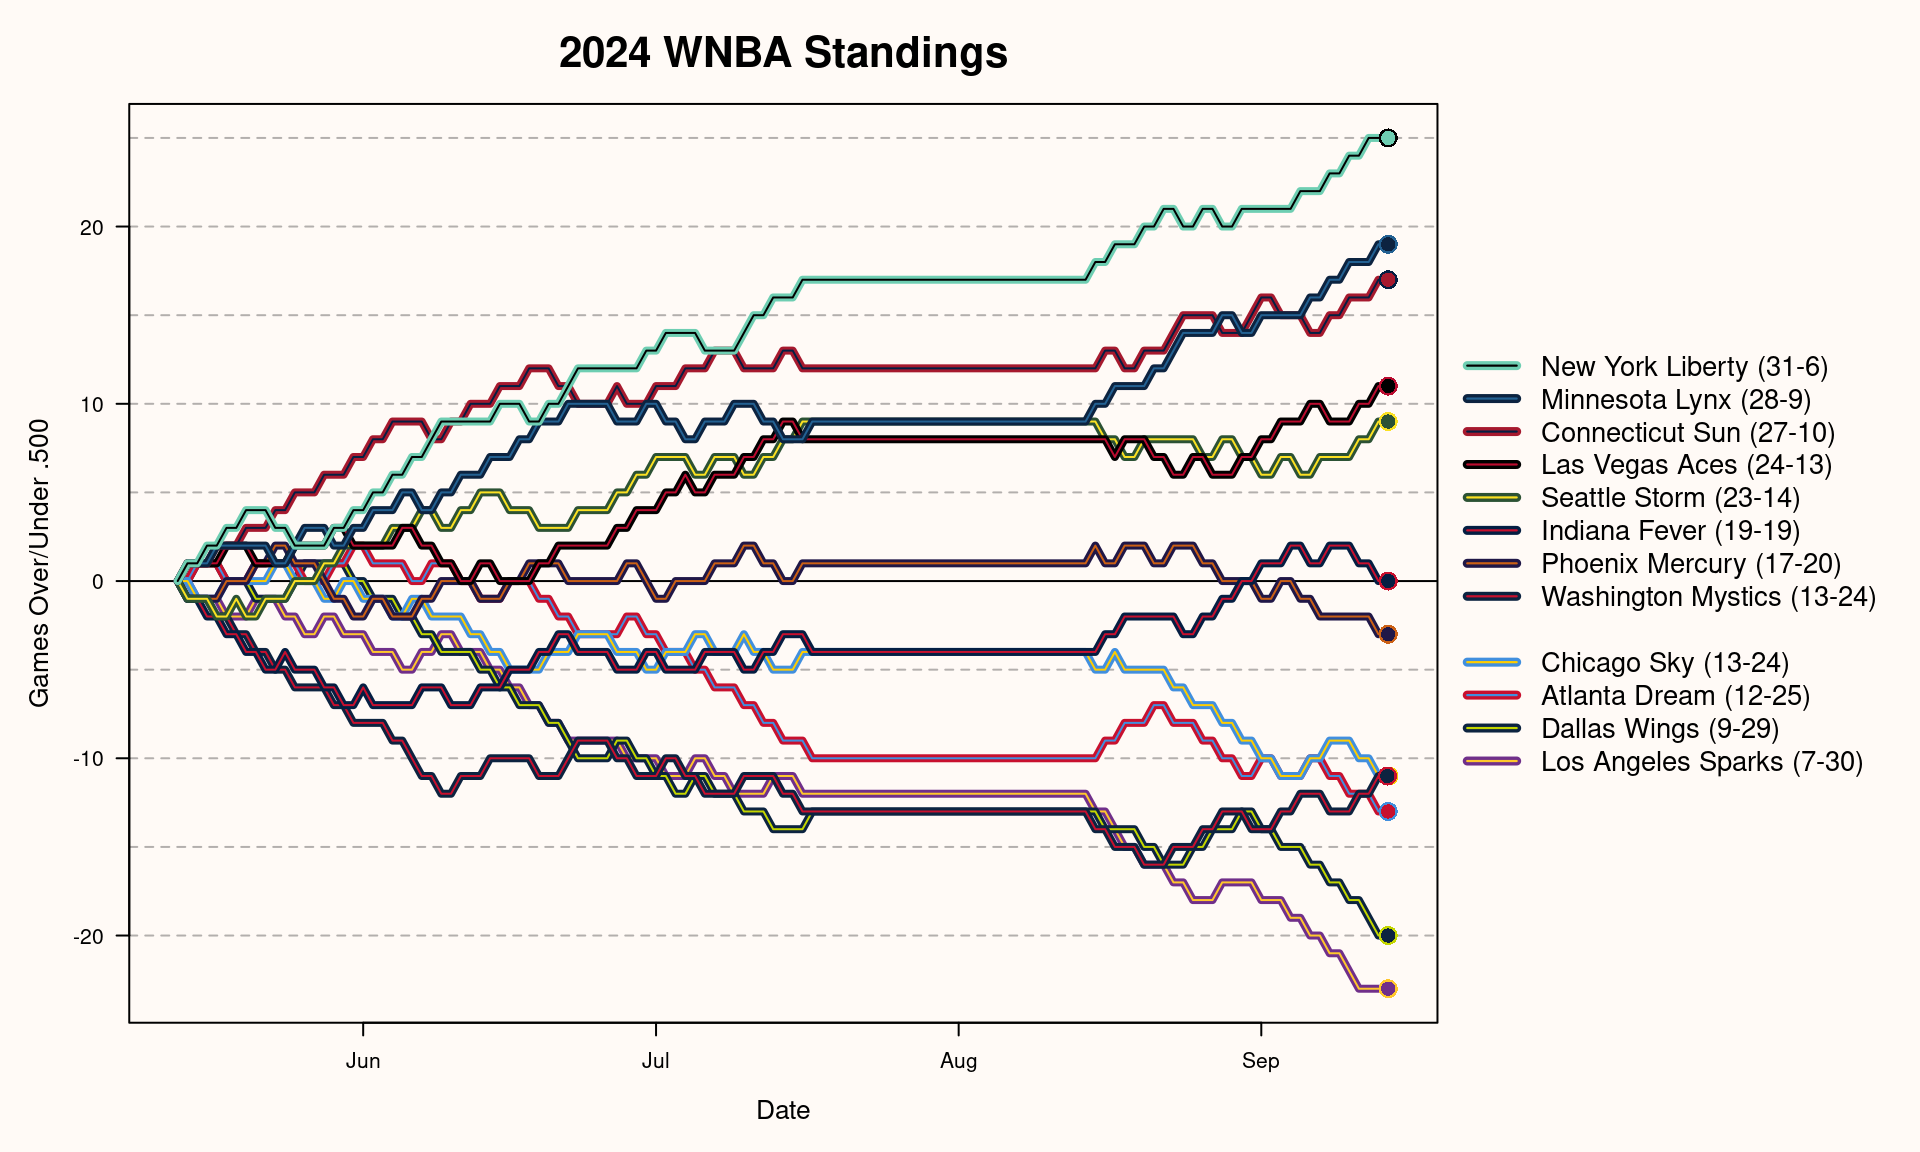 2024 WNBA Standings
Games Over/Under .500
20
10
0
-10
-20
Jun
Jul
Aug
Sep
Date
New York Liberty (31-6)
Minnesota Lynx (28-9)
Connecticut Sun (27-10)
Las Vegas Aces (24-13)
Seattle Storm (23-14)
Indiana Fever (19-19)
Phoenix Mercury (17-20)
Washington Mystics (13-24)
Chicago Sky (13-24)
Atlanta Dream (12-25)
Dallas Wings (9-29)
Los Angeles Sparks (7-30)